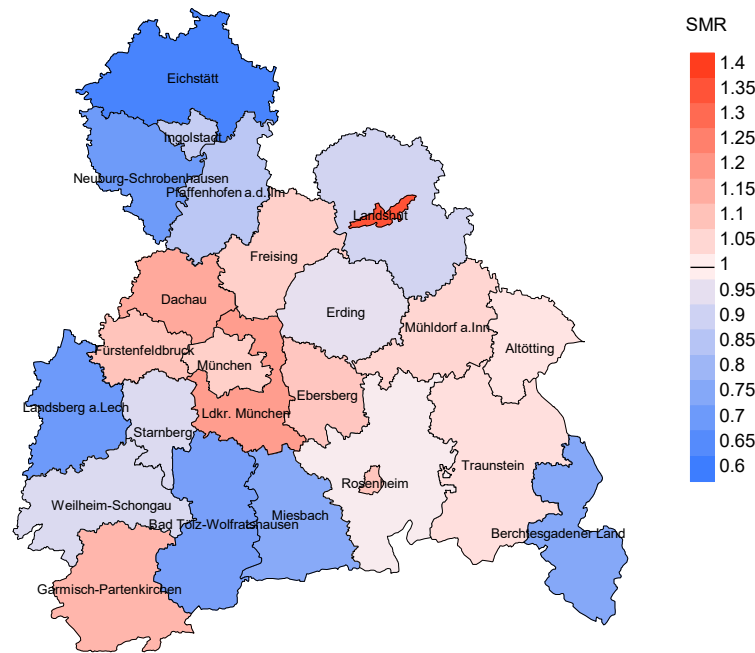 SMR
1.4
1.35
1.3
1.25
1.2
1.15
1.1
1.05
1
0.95
0.9
0.85
0.8
0.75
0.7
0.65
0.6
Eichstätt
Ingolstadt
Neuburg-Schrobenhausen
Pfaffenhofen a.d.Ilm
Landshut
Freising
Dachau
Erding
Mühldorf a.Inn
Altötting
Fürstenfeldbruck
München
Ebersberg
Landsberg a.Lech
Ldkr. München
Starnberg
Traunstein
Rosenheim
Weilheim-Schongau
Miesbach
Bad Tölz-Wolfratshausen
Berchtesgadener Land
Garmisch-Partenkirchen